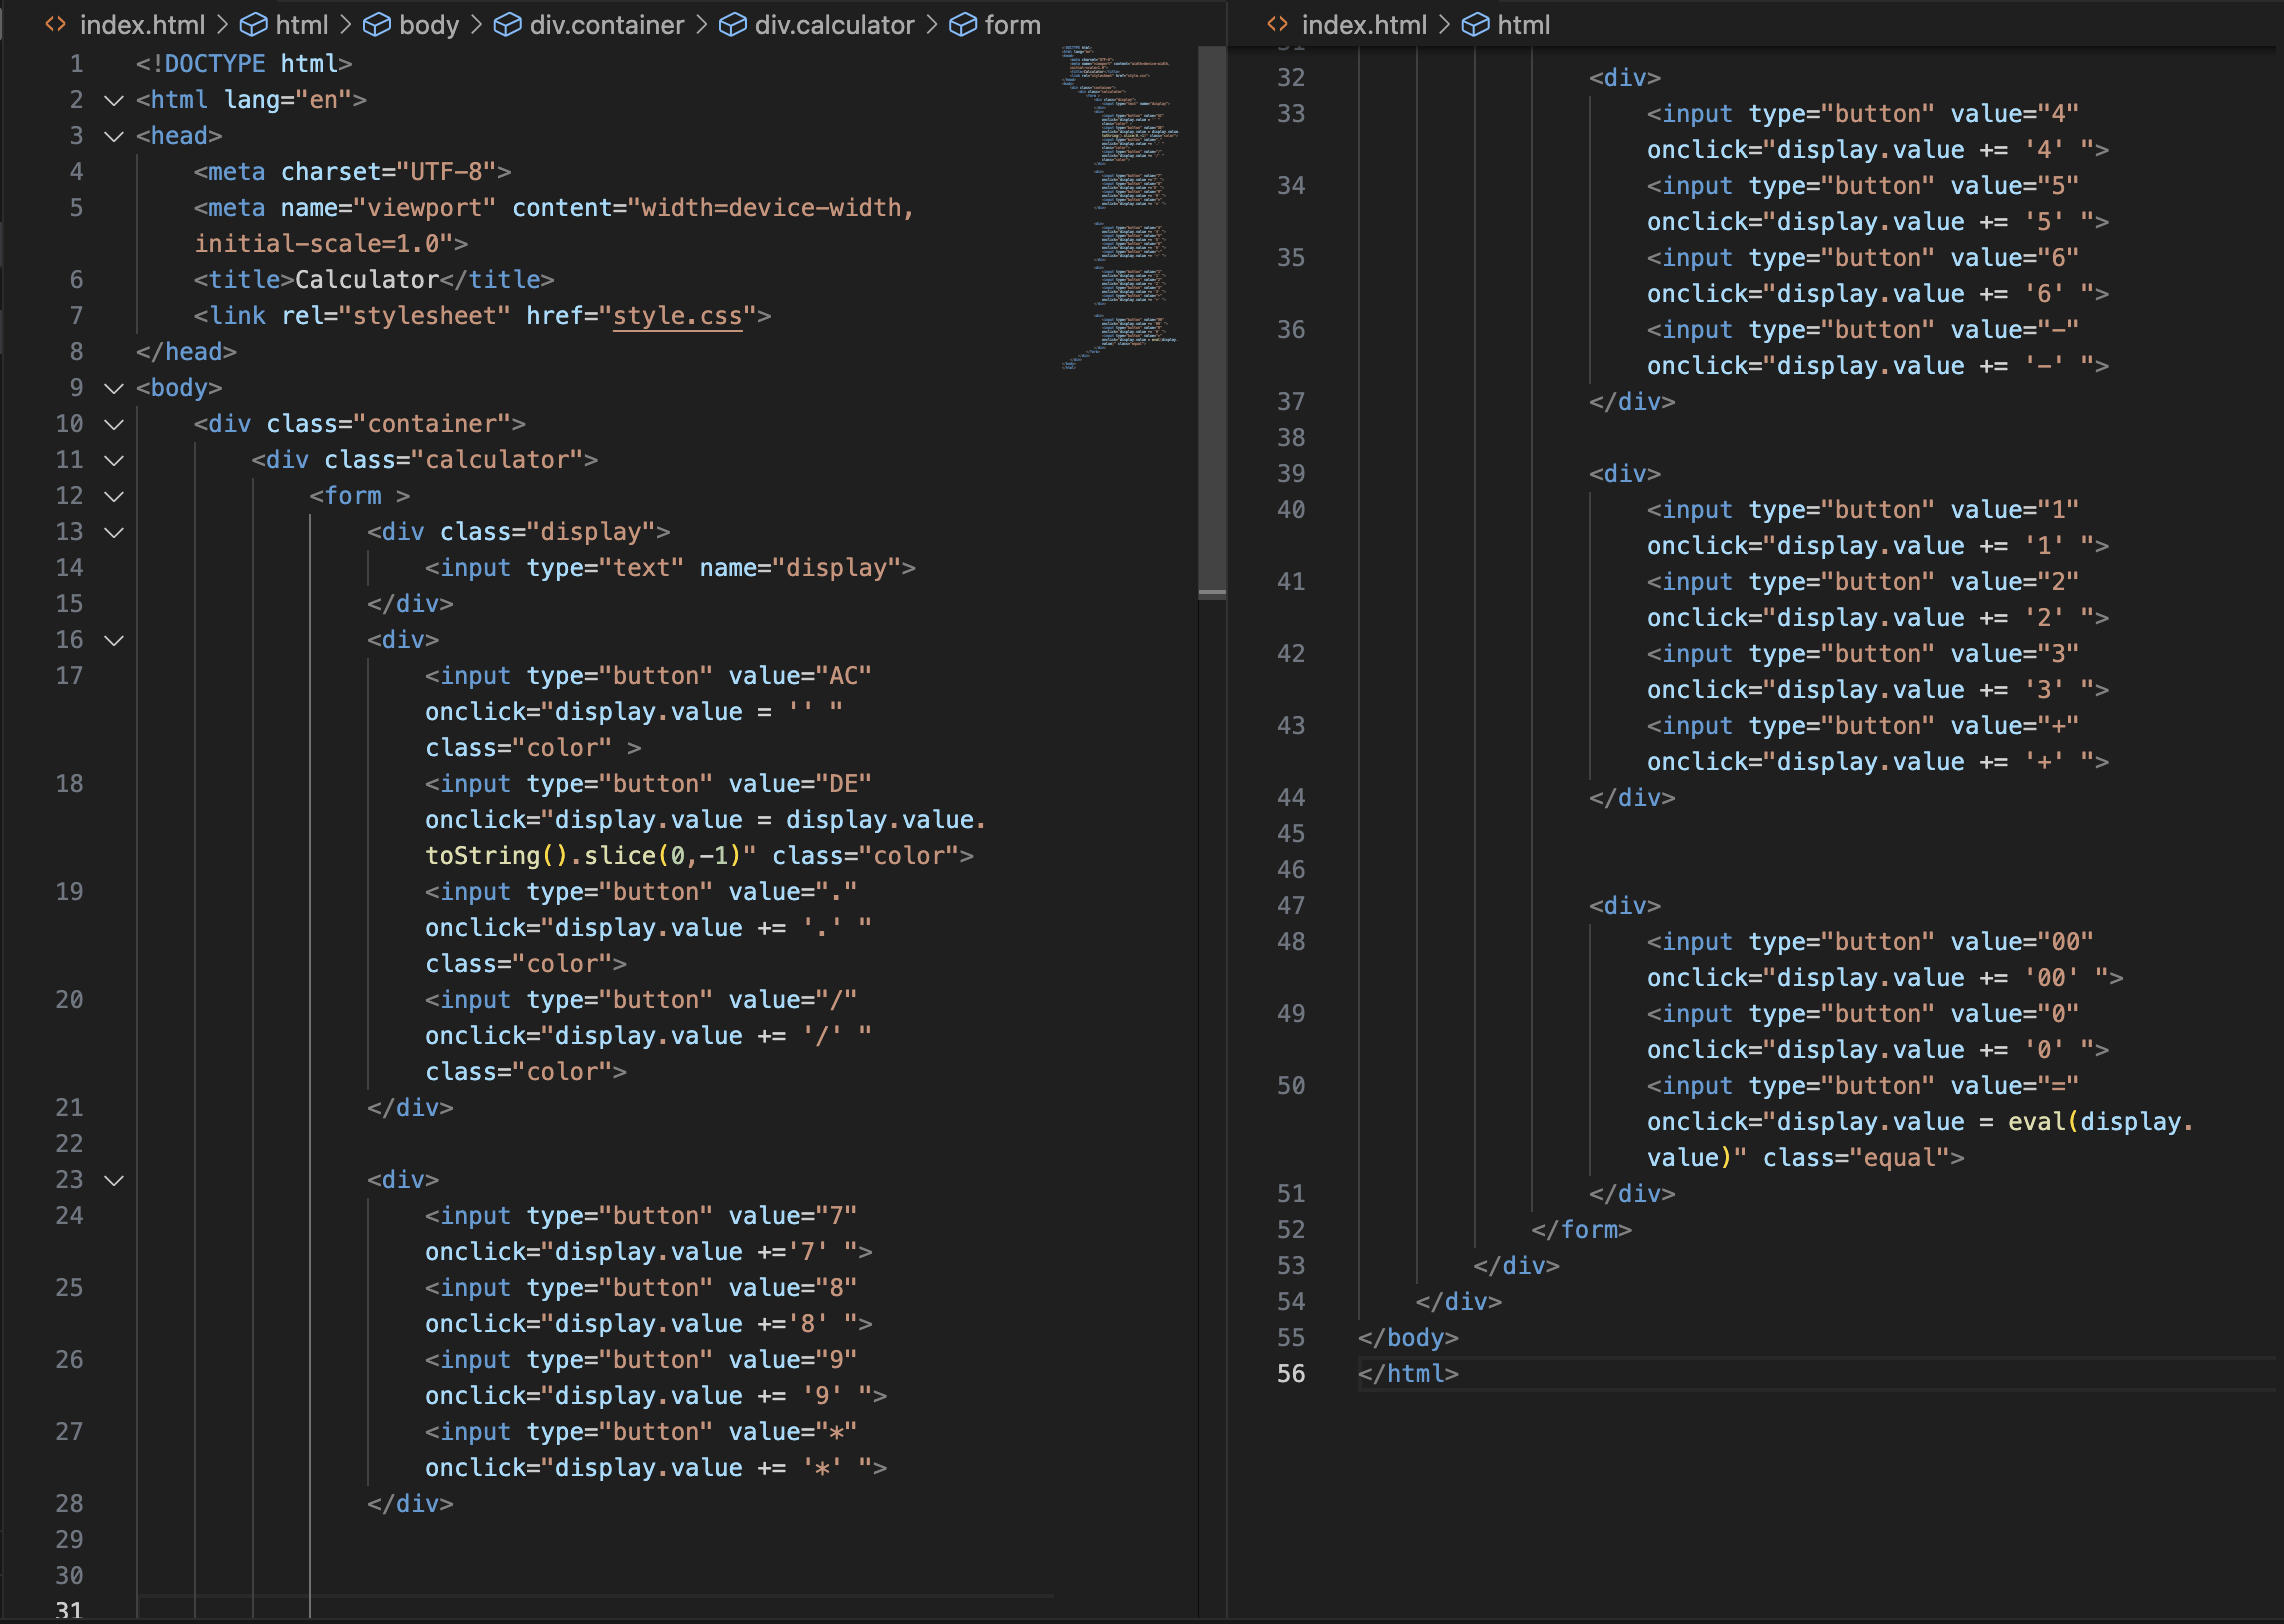 index.html > html > body > div.container > div.calculator > form
1 <!DOCTYPE html>
2 <html lang="en">
3 <head>
4 <meta charset="UTF-8">
5 <meta name="viewport" content="width=device-width,
initial-scale=1.0">
6 <title>Calculator</title>
7 <link rel="stylesheet" href="style.css">
8 </head>
9 <body>
10 <div class="container">
11 <div class="calculator">
12 <form >
13 <div class="display">
14 <input type="text" name="display">
15 </div>
16 <div>
17 <input type="button" value="AC"
onclick="display.value = '' "
class="color" >
18 <input type="button" value="DE"
onclick="display.value = display.value.
toString().slice(0,-1)" class="color">
19 <input type="button" value="."
onclick="display.value += '.' "
class="color">
20 <input type="button" value="/"
onclick="display.value += '/' "
class="color">
21 </div>
22
23 <div>
24 <input type="button" value="7"
onclick="display.value +='7' ">
25 <input type="button" value="8"
onclick="display.value +='8' ">
26 <input type="button" value="9"
onclick="display.value += '9' ">
27 <input type="button" value="*"
onclick="display.value += '*' ">
28 </div>
29
30
31
index.html > html
31
32 <div>
33 <input type="button" value="4"
onclick="display.value += '4' ">
34 <input type="button" value="5"
onclick="display.value += '5' ">
35 <input type="button" value="6"
onclick="display.value += '6' ">
36 <input type="button" value="-"
onclick="display.value += '-' ">
37 </div>
38
39 <div>
40 <input type="button" value="1"
onclick="display.value += '1' ">
41 <input type="button" value="2"
onclick="display.value += '2' ">
42 <input type="button" value="3"
onclick="display.value += '3' ">
43 <input type="button" value="+"
onclick="display.value += '+' ">
44 </div>
45
46
47 <div>
48 <input type="button" value="00"
onclick="display.value += '00' ">
49 <input type="button" value="0"
onclick="display.value += '0' ">
50 <input type="button" value="="
onclick="display.value = eval(display.
value)" class="equal">
51 </div>
52 </form>
53 </div>
54 </div>
55 </body>
56 </html>